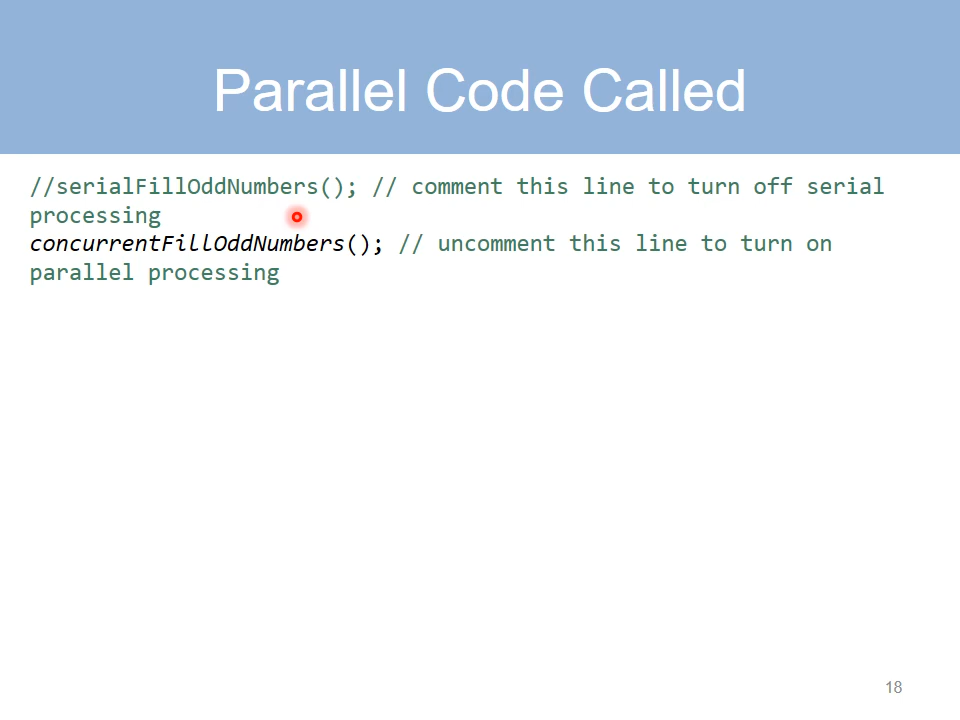 Parallel Code Called
//serialFillOddNumbers(); // comment this line to turn off serial
processing
concurrentFillOddNumbers(); // uncomment this line to turn on
parallel processing
18